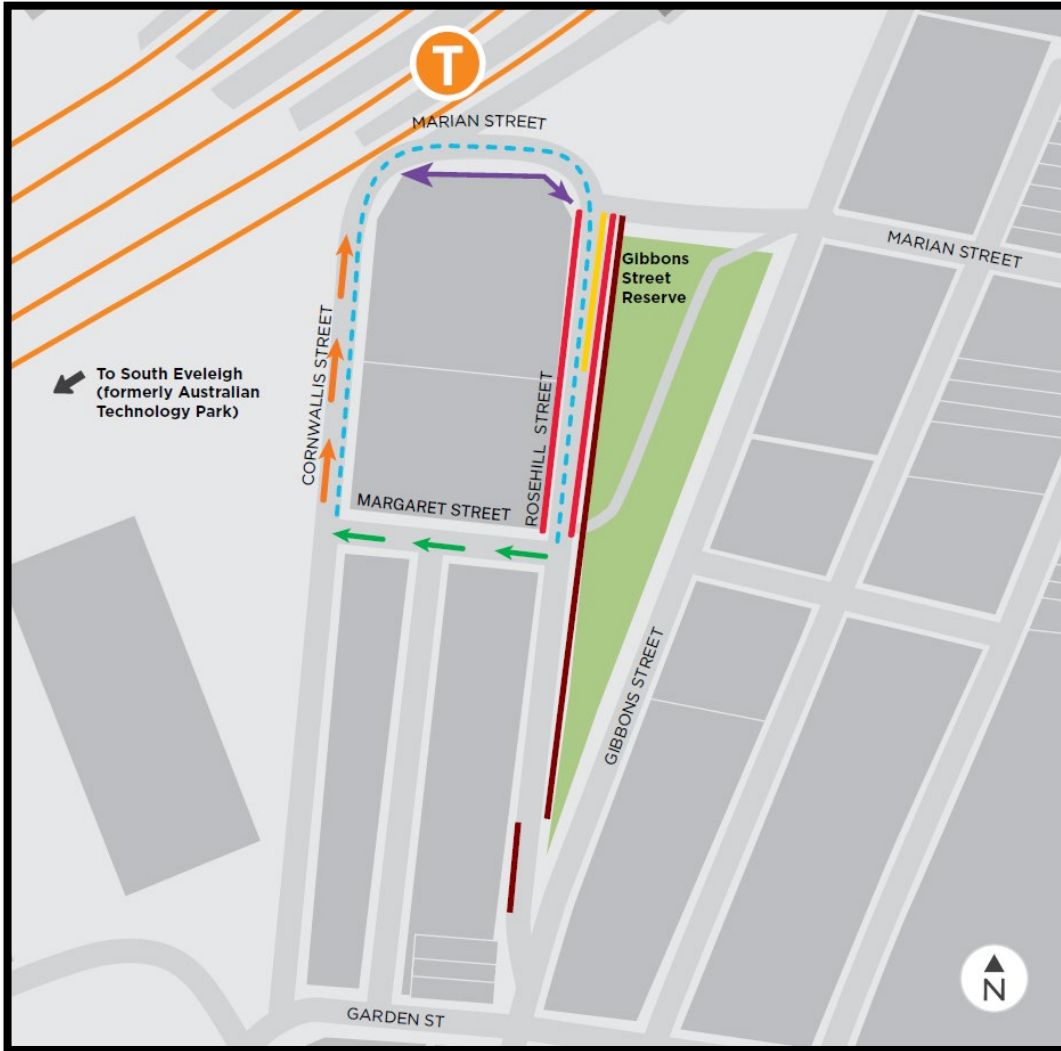 T
MARIAN STREET
MARIAN STREET
Gibbons
Street
Reserve
To South Eveleigh
(formerly Australian
Technology Park)
CORNWALLIS STREET
ROSEHILL STREET
MARGARET STREET
GIBBONS STREET
GARDEN ST
N